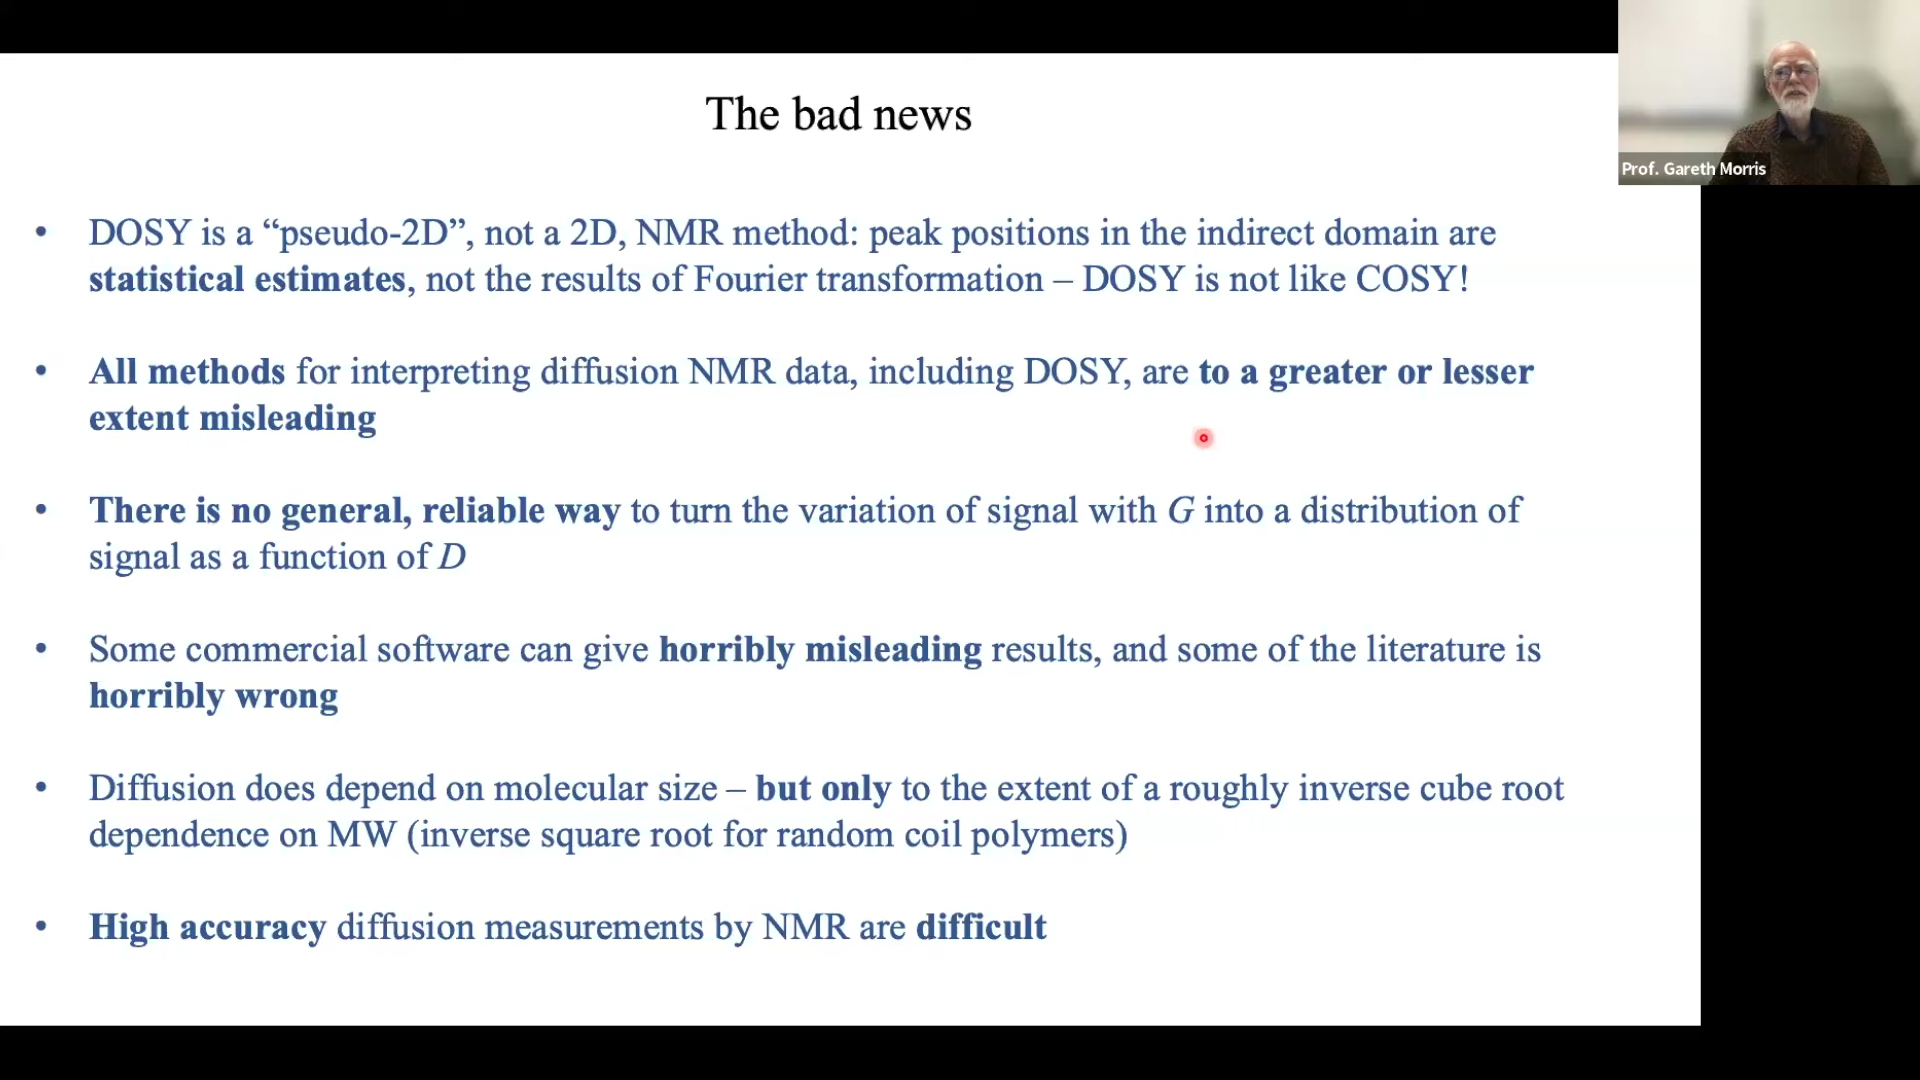 The bad news
Prof. Gareth Morris
• DOSY is a “pseudo-2D”, not a 2D, NMR method: peak positions in the indirect domain are
statistical estimates, not the results of Fourier transformation – DOSY is not like COSY!
• All methods for interpreting diffusion NMR data, including DOSY, are to a greater or lesser
extent misleading
• There is no general, reliable way to turn the variation of signal with G into a distribution of
signal as a function of D
• Some commercial software can give horribly misleading results, and some of the literature is
horribly wrong
• Diffusion does depend on molecular size – but only to the extent of a roughly inverse cube root
dependence on MW (inverse square root for random coil polymers)
• High accuracy diffusion measurements by NMR are difficult